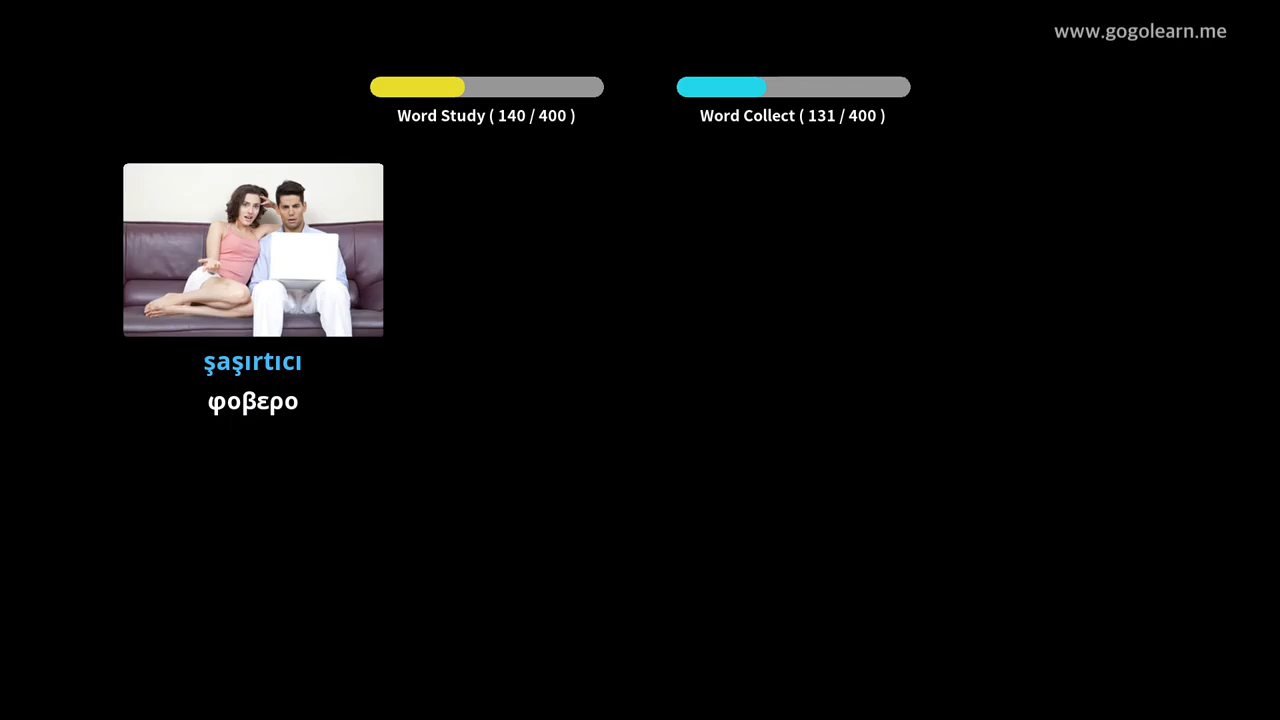 www.gogolearn.me
Word Study ( 140 / 400 )
Word Collect ( 131 / 400 )
şaşırtıcı
φοβερο